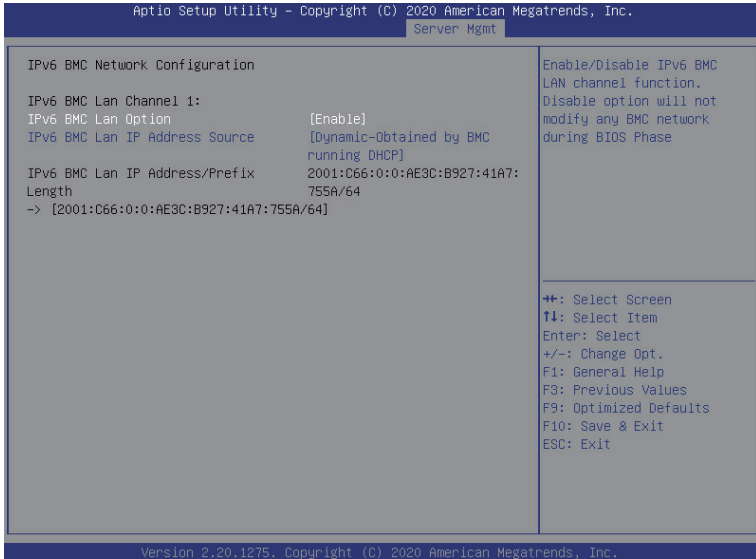 Aptio Setup Utility – Copyright (C) 2020 American Megatrends, Inc.
Server Mgmt
IPv6 BMC Network Configuration
IPv6 BMC Lan Channel 1:
IPv6 BMC Lan Option [Enable]
IPv6 BMC Lan IP Address Source [Dynamic-Obtained by BMC
running DHCP]
IPv6 BMC Lan IP Address/Prefix 2001:C66:0:0:AE3C:B927:41A7:
Length 755A/64
-> [2001:C66:0:0:AE3C:B927:41A7:755A/64]
Enable/Disable IPv6 BMC
LAN channel function.
Disable option will not
modify any BMC network
during BIOS Phase
→←: Select Screen
↑↓: Select Item
Enter: Select
+/-: Change Opt.
F1: General Help
F3: Previous Values
F9: Optimized Defaults
F10: Save & Exit
ESC: Exit
Version 2.20.1275. Copyright (C) 2020 American Megatrends, Inc.